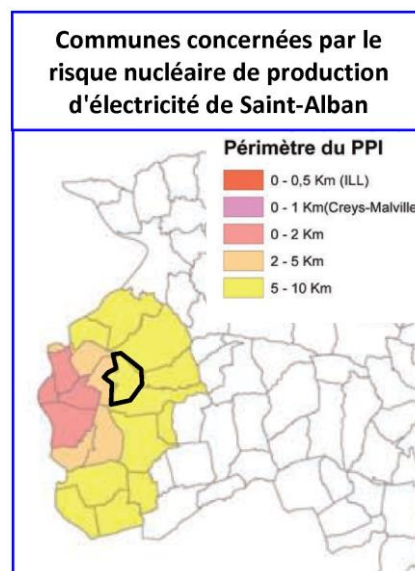 Communes concernées par le
risque nucléaire de production
d'électricité de Saint-Alban
Périmètre du PPI
0 - 0,5 Km (ILL)
0 - 1 Km(Creys-Malville
0 - 2 Km
2 - 5 Km
5 - 10 Km